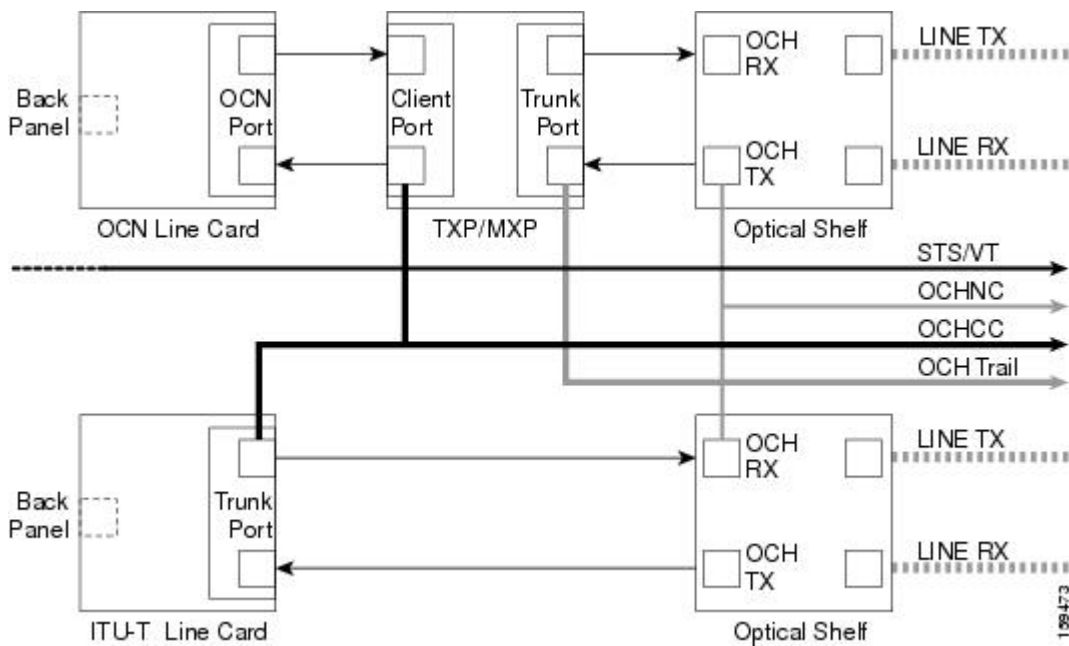 OCH
RX
LINE TX
Back
Panel
OCN
Port
Client
Port
Trunk
Port
OCH
TX
LINE RX
OCN Line Card
TXP/MXP
Optical Shelf
STS/VT
OCHNC
OCHCC
OCH Trail
OCH
RX
LINE TX
Back
Panel
Trunk
Port
OCH
TX
LINE RX
ITU-T Line Card
Optical Shelf
159473